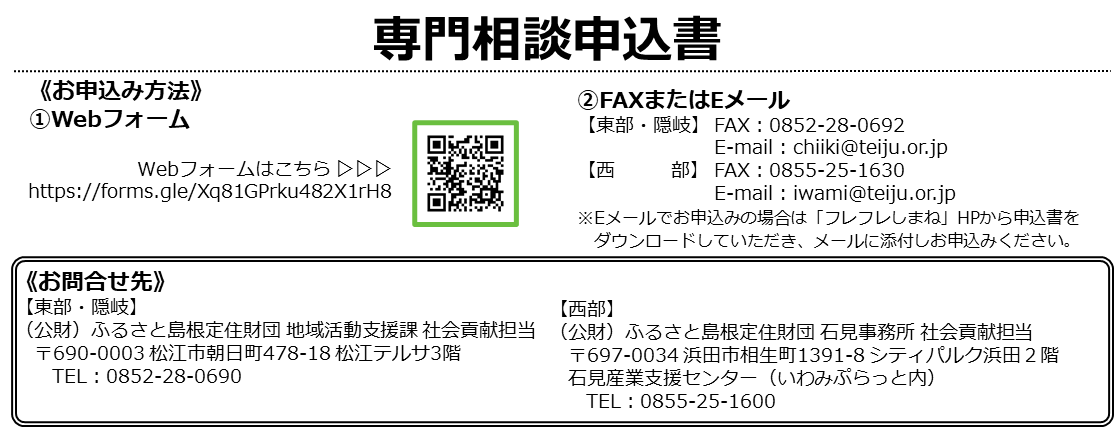 専門相談申込書
《お申込み方法》
①Webフォーム
Webフォームはこちら ▷▷▷
https://forms.gle/Xq81GPrku482X1rH8
②FAXまたはEメール
【東部・隠岐】 FAX:0852-28-0692
E-mail:chiiki@teiju.or.jp
【西　　部】 FAX:0855-25-1630
E-mail:iwami@teiju.or.jp
※Eメールでお申込みの場合は「フレフレしまね」HPから申込書を
ダウンロードしていただき、メールに添付しお申込みください。
《お問合せ先》
【東部・隠岐】
（公財）ふるさと島根定住財団 地域活動支援課 社会貢献担当
〒690-0003 松江市朝日町478-18 松江テルサ3階
TEL:0852-28-0690
【西部】
（公財）ふるさと島根定住財団 石見事務所 社会貢献担当
〒697-0034 浜田市相生町1391-8 シティパルク浜田２階
石見産業支援センター（いわみぷらっと内）
TEL:0855-25-1600